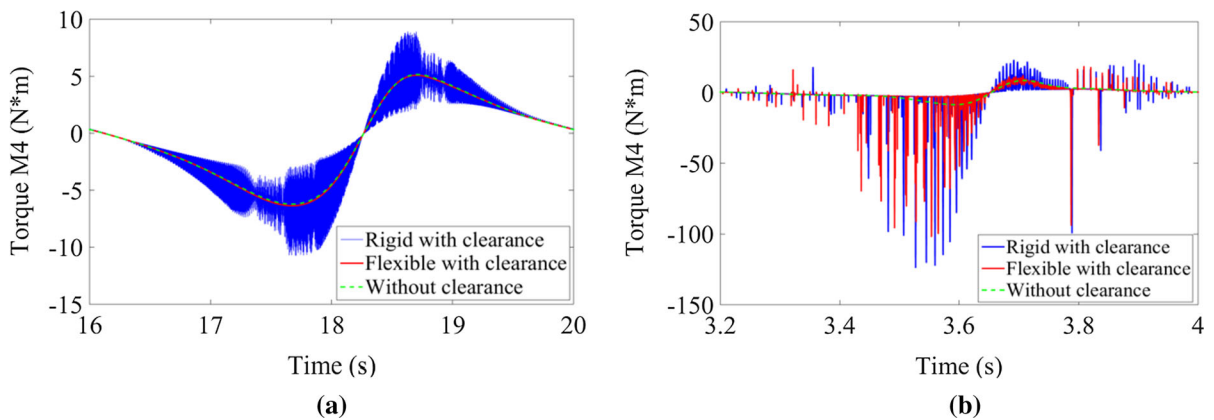 10
5
0
-5
-10
-15
Torque M4 (N*m)
Rigid with clearance
Flexible with clearance
Without clearance
16 17 18 19 20
Time (s)
(a)
50
0
-50
-100
-150
Torque M4 (N*m)
Rigid with clearance
Flexible with clearance
Without clearance
3.2 3.4 3.6 3.8 4
Time (s)
(b)